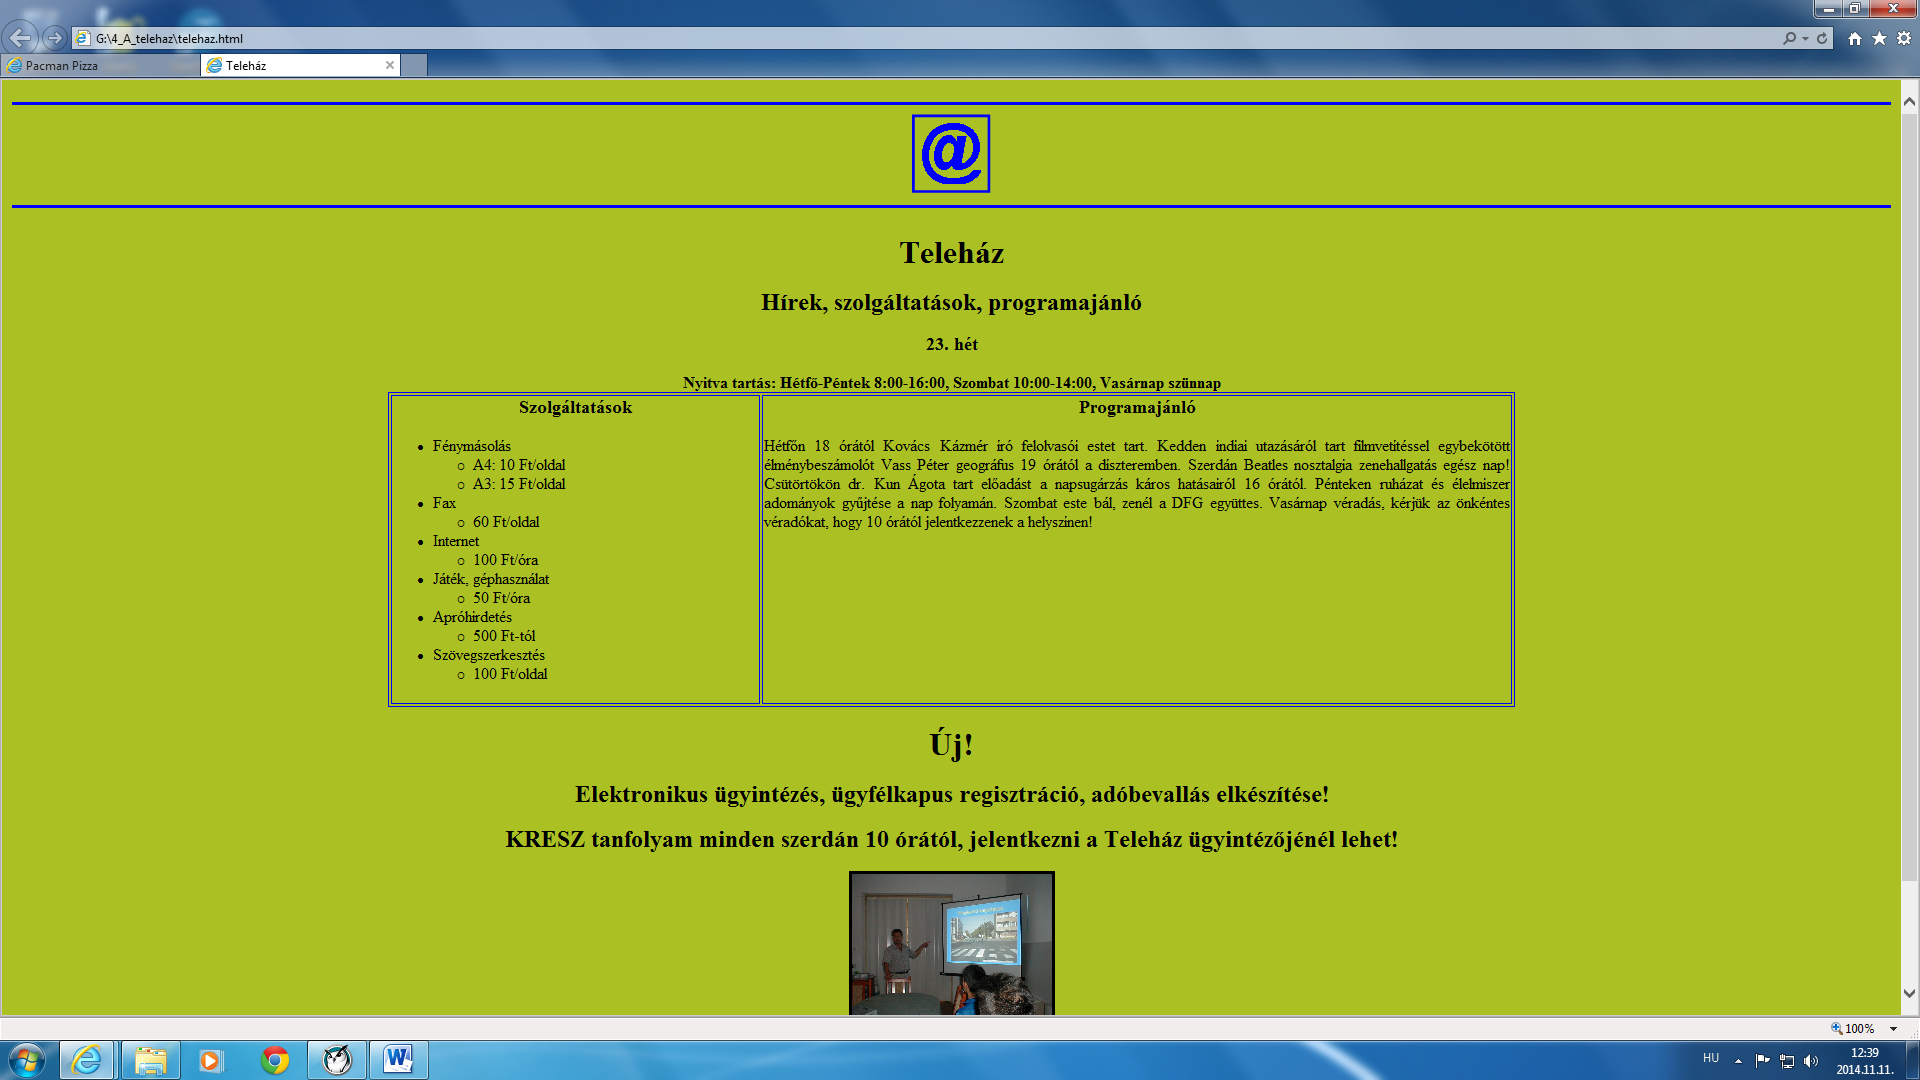 G:\4_A_telehaz\telehaz.html
Pacman Pizza
Teleház
@
Teleház
Hírek, szolgáltatások, programajánló
23. hét
Nyitva tartás: Hétfő-Péntek 8:00-16:00, Szombat 10:00-14:00, Vasárnap szünnap
Szolgáltatások
Fénymásolás
A4: 10 Ft/oldal
A3: 15 Ft/oldal
Fax
60 Ft/oldal
Internet
100 Ft/óra
Játék, géphasználat
50 Ft/óra
Apróhirdetés
500 Ft-tól
Szövegszerkesztés
100 Ft/oldal
Programajánló
Hétfőn 18 órától Kovács Kázmér iró felolvasói estet tart. Kedden indiai utazásáról tart filmvetítéssel egybekötött
élménybeszámolót Vass Péter geográfus 19 órától a diszteremben. Szerdán Beatles nosztalgia zenehallgatás egész nap!
Csütörtökön dr. Kun Ágota tart előadást a napsugárzás káros hatásairól 16 órától. Pénteken ruházat és élelmiszer
adományok gyűjtése a nap folyamán. Szombat este bál, zenél a DFG együttes. Vasárnap véradás, kérjük az önkéntes
véradókat, hogy 10 órától jelentkezzenek a helyszínen!
Új!
Elektronikus ügyintézés, ügyfélkapus regisztráció, adóbevallás elkészítése!
KRESZ tanfolyam minden szerdán 10 órától, jelentkezni a Teleház ügyintézőjénél lehet!
100%
HU
12:39
2014.11.11.